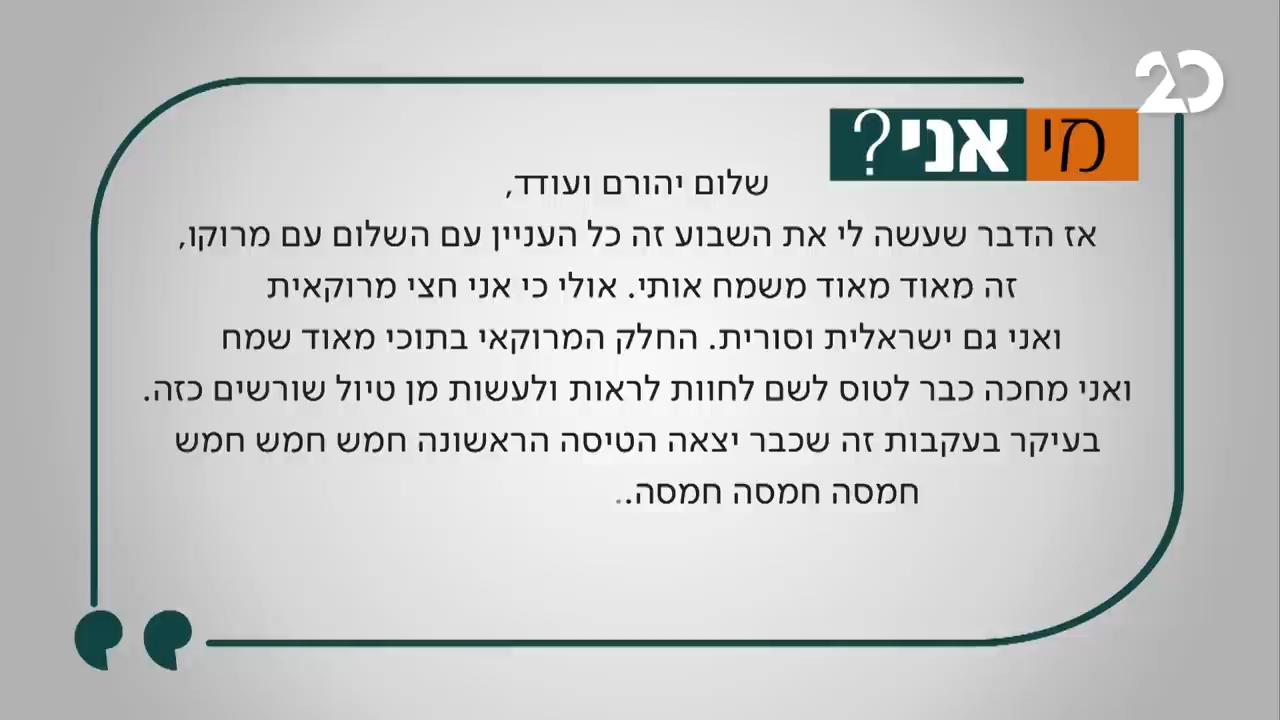 20
מי אני?
שלום יהורם ועודד,
אז הדבר שעשה לי את השבוע זה כל העניין עם השלום עם מרוקו,
זה מאוד מאוד משמח אותי. אולי כי אני חצי מרוקאית
ואני גם ישראלית וסורית. החלק המרוקאי בתוכי מאוד שמח
ואני מחכה כבר לטוס לשם לחוות לראות ולעשות מן טיול שורשים כזה.
בעיקר בעקבות זה שכבר יצאה הטיסה הראשונה חמש חמש חמש
חמסה חמסה חמסה..